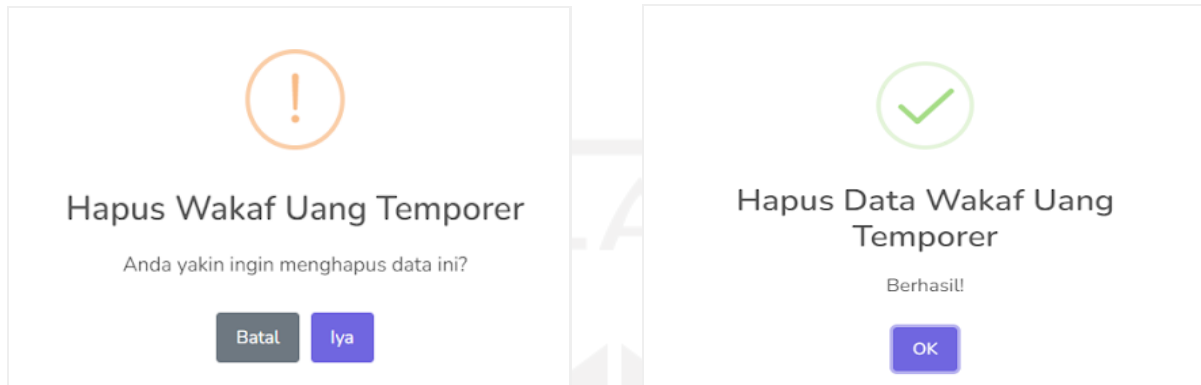 Hapus Wakaf Uang Temporer
Anda yakin ingin menghapus data ini?
Batal
Iya
Hapus Data Wakaf Uang
Temporer
Berhasil!
OK